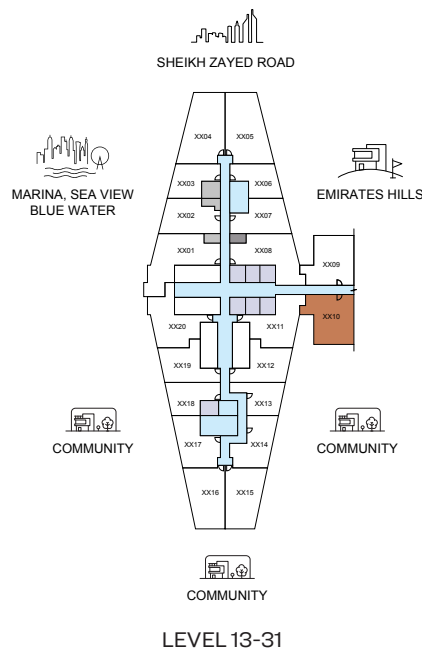 SHEIKH ZAYED ROAD
XX04
XX05
MARINA, SEA VIEW
BLUE WATER
EMIRATES HILLS
XX03
XX06
XX02
XX07
XX01
XX08
XX09
XX10
XX20
XX11
XX19
XX12
XX18
XX13
XX17
XX14
COMMUNITY
COMMUNITY
XX16
XX15
COMMUNITY
LEVEL 13-31